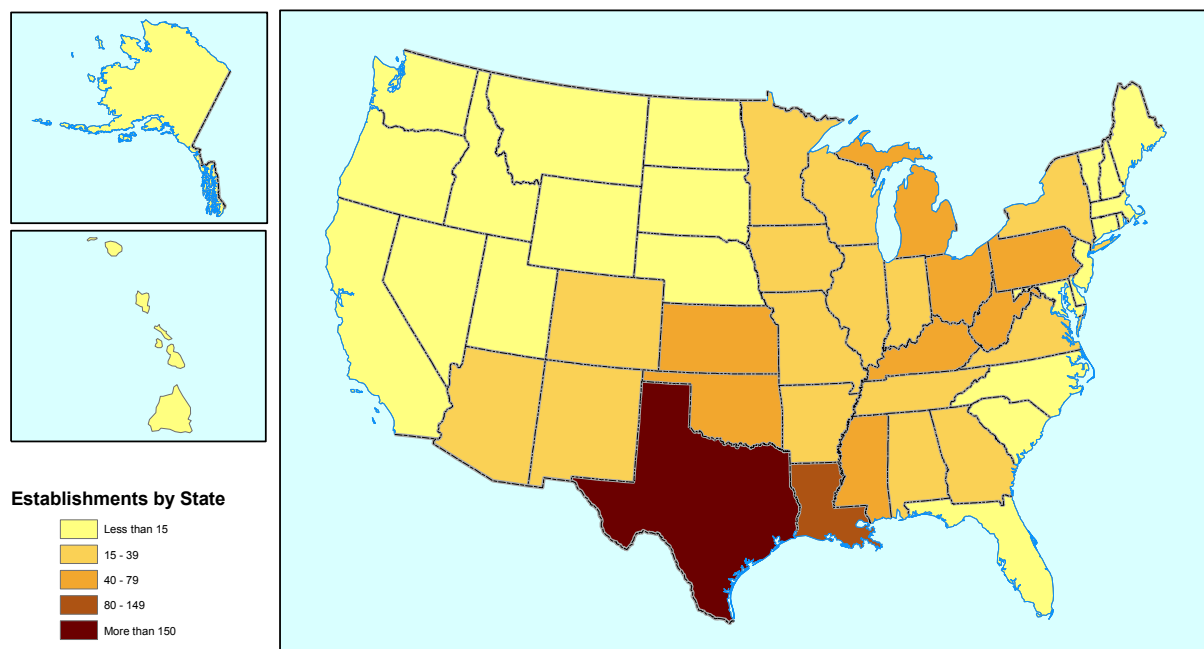 Establishments by State
Less than 15
15 - 39
40 - 79
80 - 149
More than 150